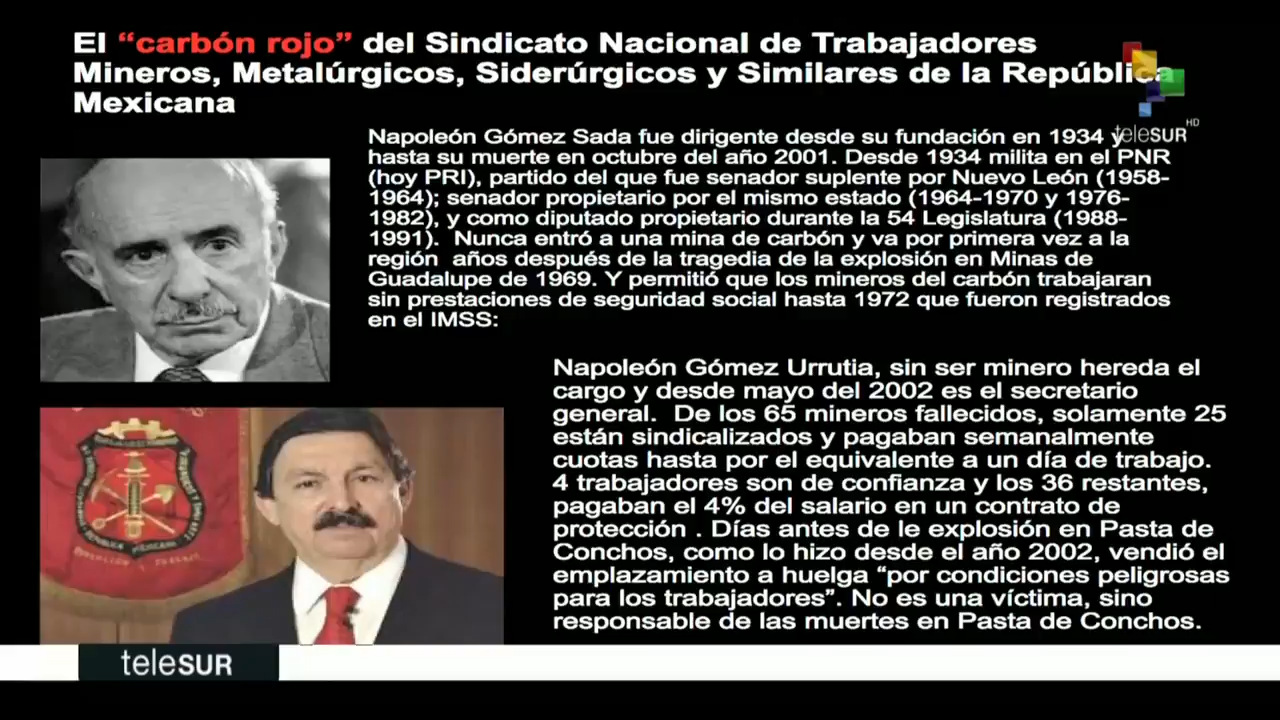 El “carbón rojo” del Sindicato Nacional de Trabajadores
Mineros, Metalúrgicos, Siderúrgicos y Similares de la República
Mexicana
teleSUR HD
Napoleón Gómez Sada fue dirigente desde su fundación en 1934 y
hasta su muerte en octubre del año 2001. Desde 1934 milita en el PNR
(hoy PRI), partido del que fue senador suplente por Nuevo León (1958-
1964); senador propietario por el mismo estado (1964-1970 y 1976-
1982), y como diputado propietario durante la 54 Legislatura (1988-
1991). Nunca entró a una mina de carbón y va por primera vez a la
región años después de la tragedia de la explosión en Minas de
Guadalupe de 1969. Y permitió que los mineros del carbón trabajaran
sin prestaciones de seguridad social hasta 1972 que fueron registrados
en el IMSS:
Napoleón Gómez Urrutia, sin ser minero hereda el
cargo y desde mayo del 2002 es el secretario
general. De los 65 mineros fallecidos, solamente 25
están sindicalizados y pagaban semanalmente
cuotas hasta por el equivalente a un día de trabajo.
4 trabajadores son de confianza y los 36 restantes,
pagaban el 4% del salario en un contrato de
protección . Días antes de le explosión en Pasta de
Conchos, como lo hizo desde el año 2002, vendió el
emplazamiento a huelga “por condiciones peligrosas
para los trabajadores”. No es una víctima, sino
responsable de las muertes en Pasta de Conchos.
teleSUR